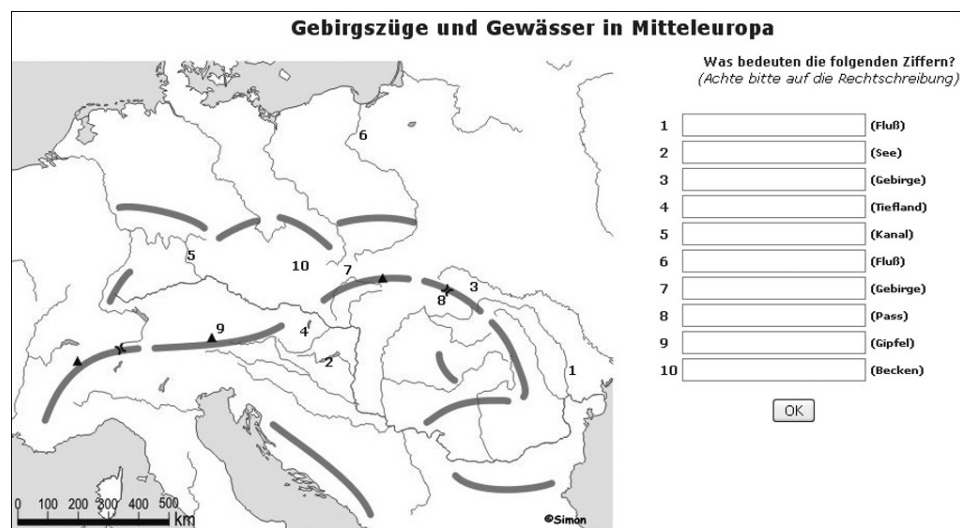 Gebirgszüge und Gewässer in Mitteleuropa
Was bedeuten die folgenden Ziffern?
(Achte bitte auf die Rechtschreibung)
1 (Fluß)
2 (See)
3 (Gebirge)
4 (Tiefland)
5 (Kanal)
6 (Fluß)
7 (Gebirge)
8 (Pass)
9 (Gipfel)
10 (Becken)
OK
6
5
10
7
3
8
9
4
2
1
0 100 200 300 400 500
km
©Simon